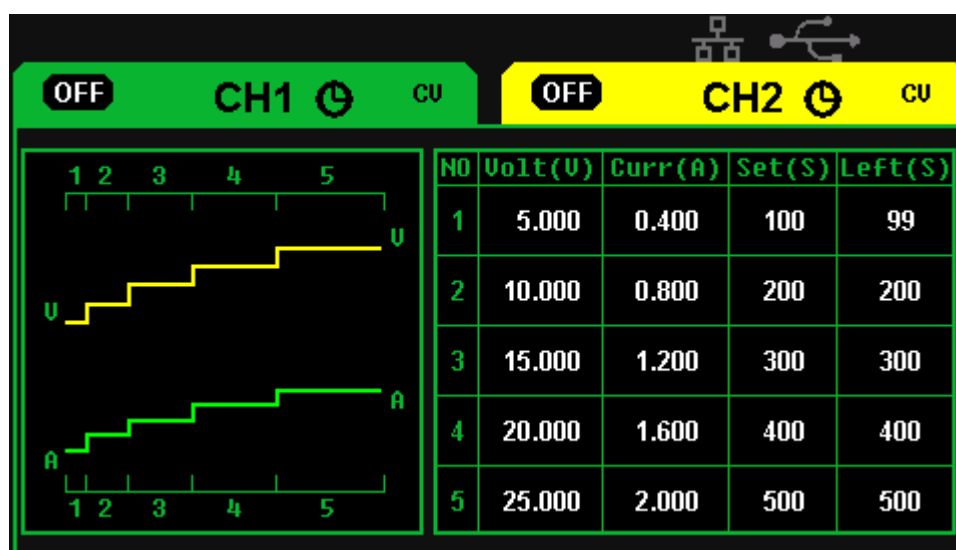 OFF CH1 CV OFF CH2 CV
1 2 3 4 5
V
V
A
A
1 2 3 4 5
NO Volt(V) Curr(A) Set(S) Left(S)
1 5.000 0.400 100 99
2 10.000 0.800 200 200
3 15.000 1.200 300 300
4 20.000 1.600 400 400
5 25.000 2.000 500 500